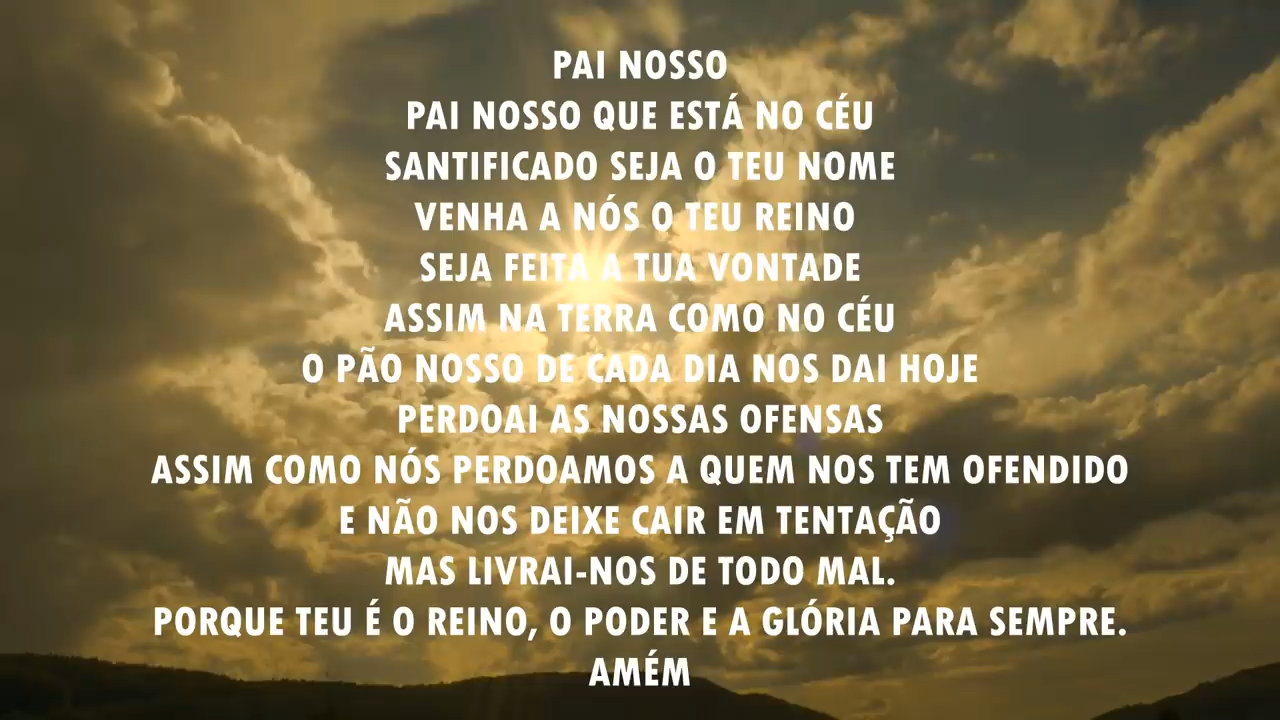 PAI NOSSO
PAI NOSSO QUE ESTÁ NO CÉU
SANTIFICADO SEJA O TEU NOME
VENHA A NÓS O TEU REINO
SEJA FEITA A TUA VONTADE
ASSIM NA TERRA COMO NO CÉU
O PÃO NOSSO DE CADA DIA NOS DAI HOJE
PERDOAI AS NOSSAS OFENSAS
ASSIM COMO NÓS PERDOAMOS A QUEM NOS TEM OFENDIDO
E NÃO NOS DEIXE CAIR EM TENTAÇÃO
MAS LIVRAI-NOS DE TODO MAL.
PORQUE TEU É O REINO, O PODER E A GLÓRIA PARA SEMPRE.
AMÉM